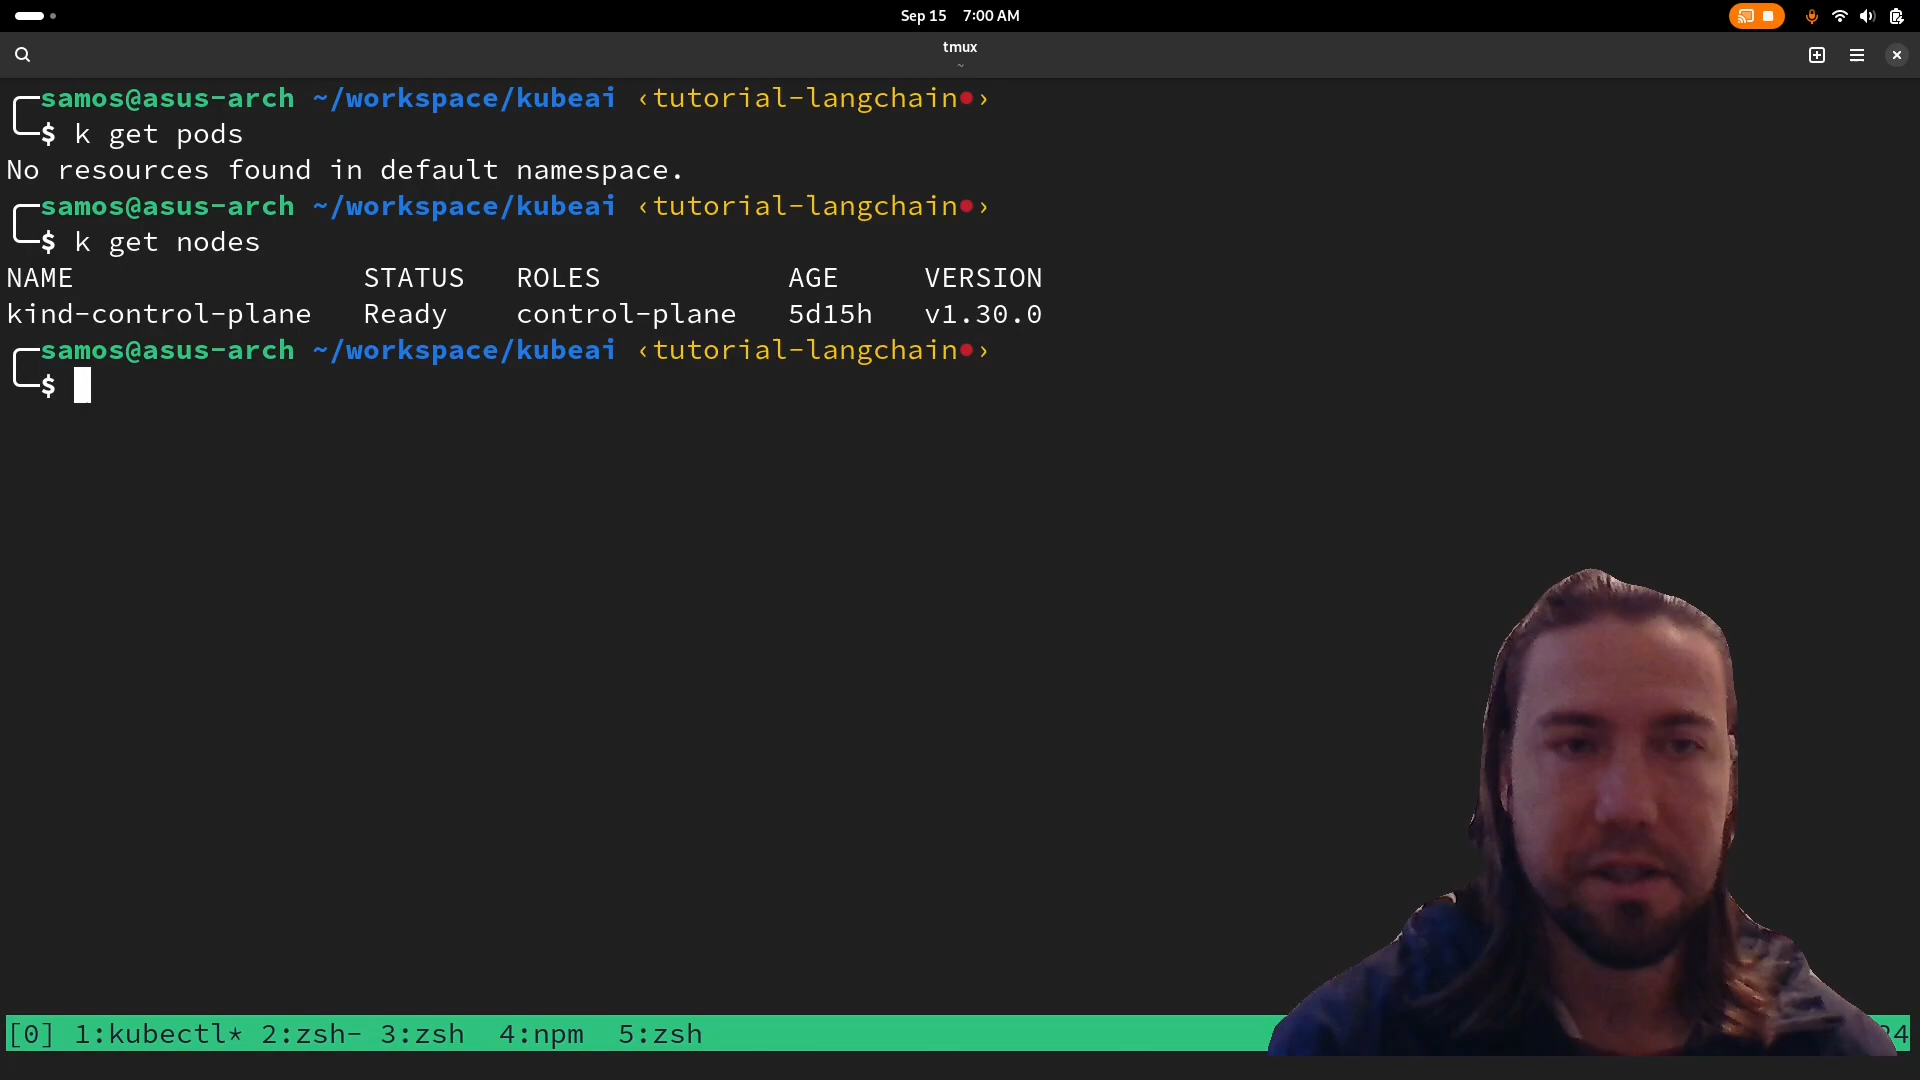 Sep 15 7:00 AM
tmux
~
samos@asus-arch ~/workspace/kubeai ‹tutorial-langchain●›
$ k get pods
No resources found in default namespace.
samos@asus-arch ~/workspace/kubeai ‹tutorial-langchain●›
$ k get nodes
NAME STATUS ROLES AGE VERSION
kind-control-plane Ready control-plane 5d15h v1.30.0
samos@asus-arch ~/workspace/kubeai ‹tutorial-langchain●›
$
[0] 1:kubectl* 2:zsh- 3:zsh 4:npm 5:zsh 4